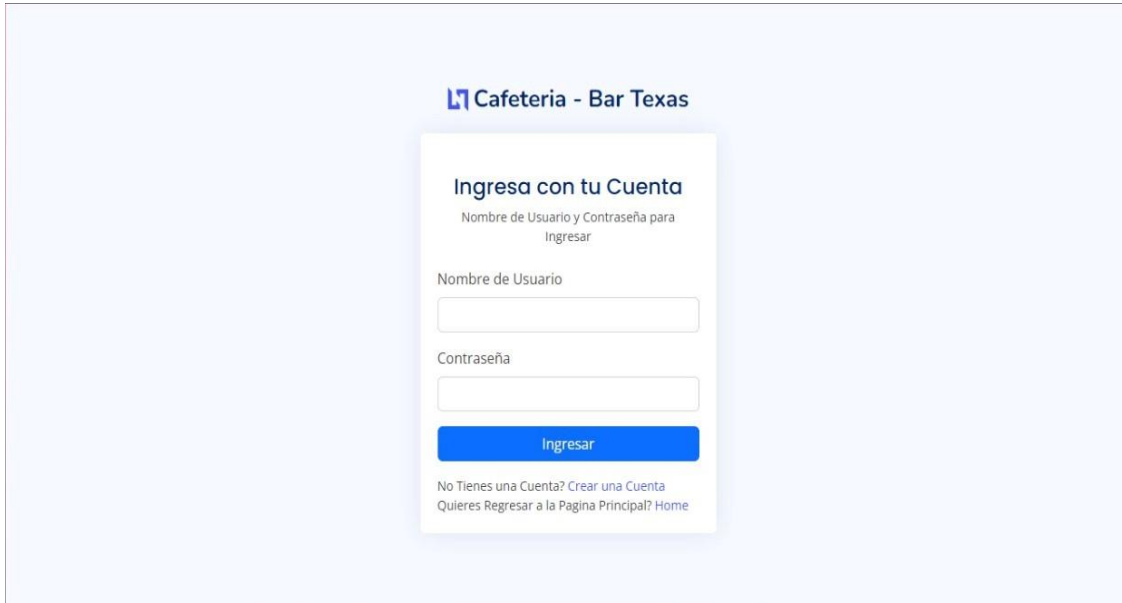 Cafeteria - Bar Texas
Ingresa con tu Cuenta
Nombre de Usuario y Contraseña para
Ingresar
Nombre de Usuario
Contraseña
Ingresar
No Tienes una Cuenta? Crear una Cuenta
Quieres Regresar a la Pagina Principal? Home